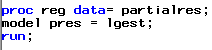 proc reg data= partialres;
model pres = lgest;
run;